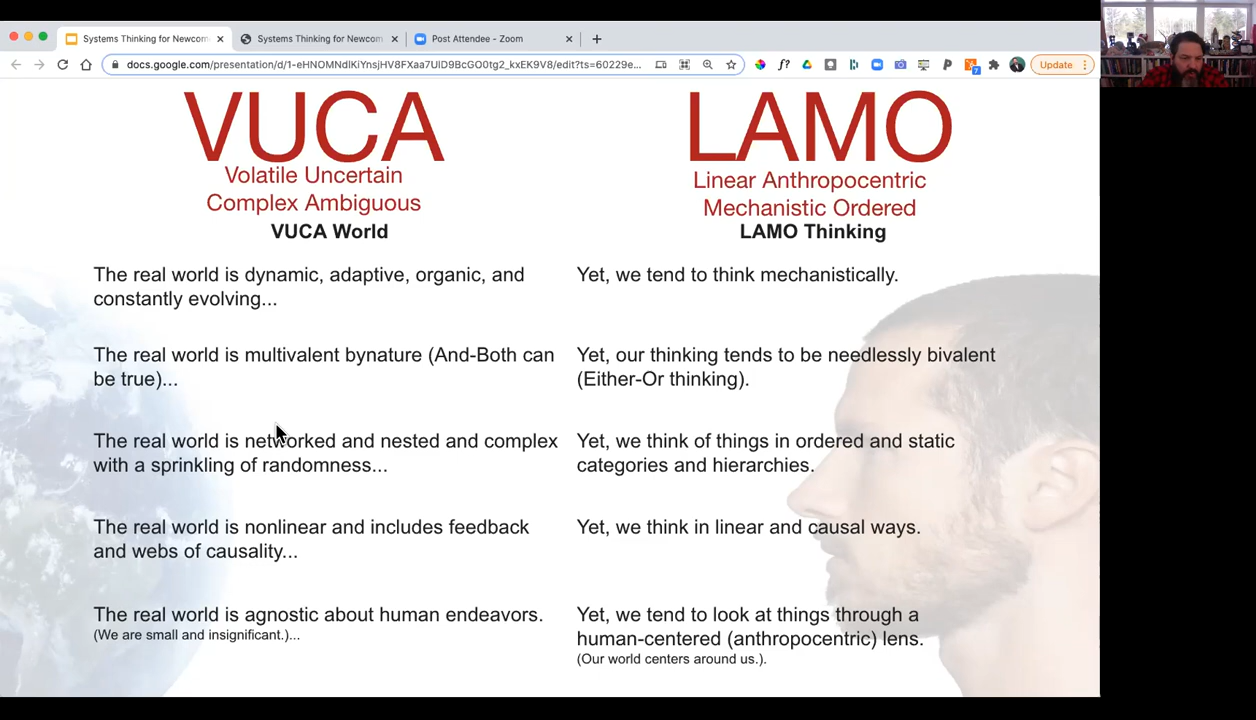 Systems Thinking for Newcom
Systems Thinking for Newcom
Post Attendee - Zoom
docs.google.com/presentation/d/1-eHNOMNdlKiYnsjHV8FXaa7UlD9BcGO0tg2_kxEK9V8/edit?ts=60229e...
Update
VUCA
Volatile Uncertain
Complex Ambiguous
VUCA World
The real world is dynamic, adaptive, organic, and
constantly evolving...
The real world is multivalent bynature (And-Both can
be true)...
The real world is networked and nested and complex
with a sprinkling of randomness...
The real world is nonlinear and includes feedback
and webs of causality...
The real world is agnostic about human endeavors.
(We are small and insignificant.)...
LAMO
Linear Anthropocentric
Mechanistic Ordered
LAMO Thinking
Yet, we tend to think mechanistically.
Yet, our thinking tends to be needlessly bivalent
(Either-Or thinking).
Yet, we think of things in ordered and static
categories and hierarchies.
Yet, we think in linear and causal ways.
Yet, we tend to look at things through a
human-centered (anthropocentric) lens.
(Our world centers around us.).